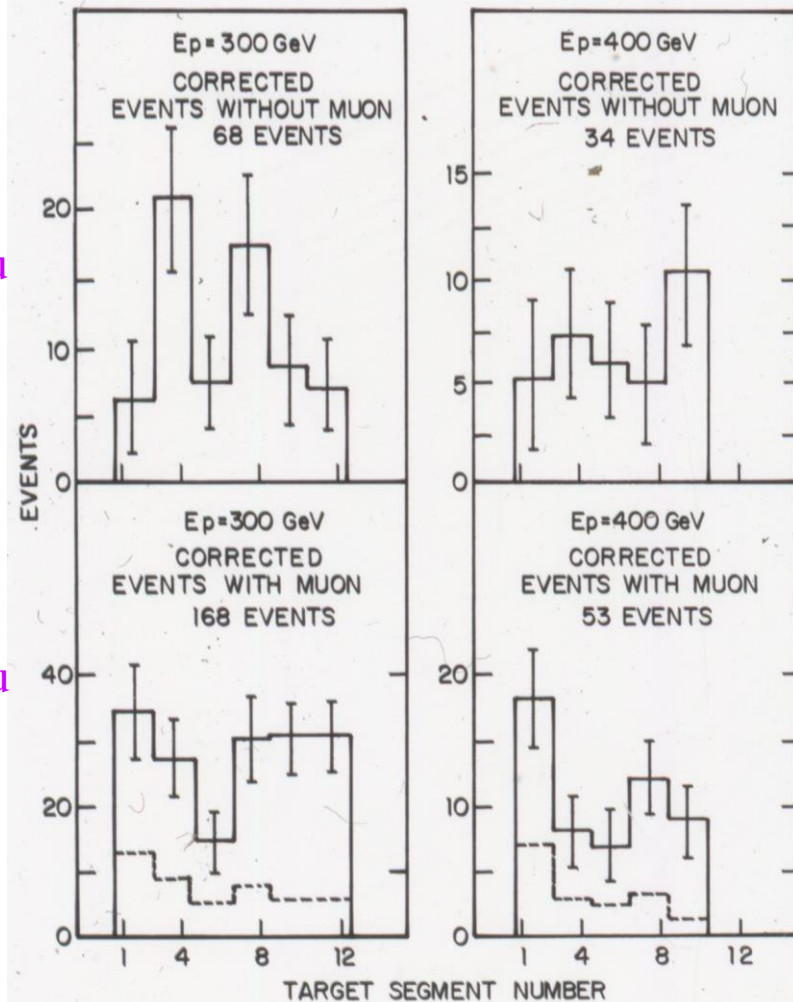 Ep = 300 GeV
CORRECTED
EVENTS WITHOUT MUON
68 EVENTS
20
10
0
Ep=400 GeV
CORRECTED
EVENTS WITHOUT MUON
34 EVENTS
15
10
5
0
EVENTS
Ep=300 GeV
CORRECTED
EVENTS WITH MUON
168 EVENTS
40
20
0
1 4 8 12
Ep=400 GeV
CORRECTED
EVENTS WITH MUON
53 EVENTS
20
10
0
1 4 8 12
TARGET SEGMENT NUMBER